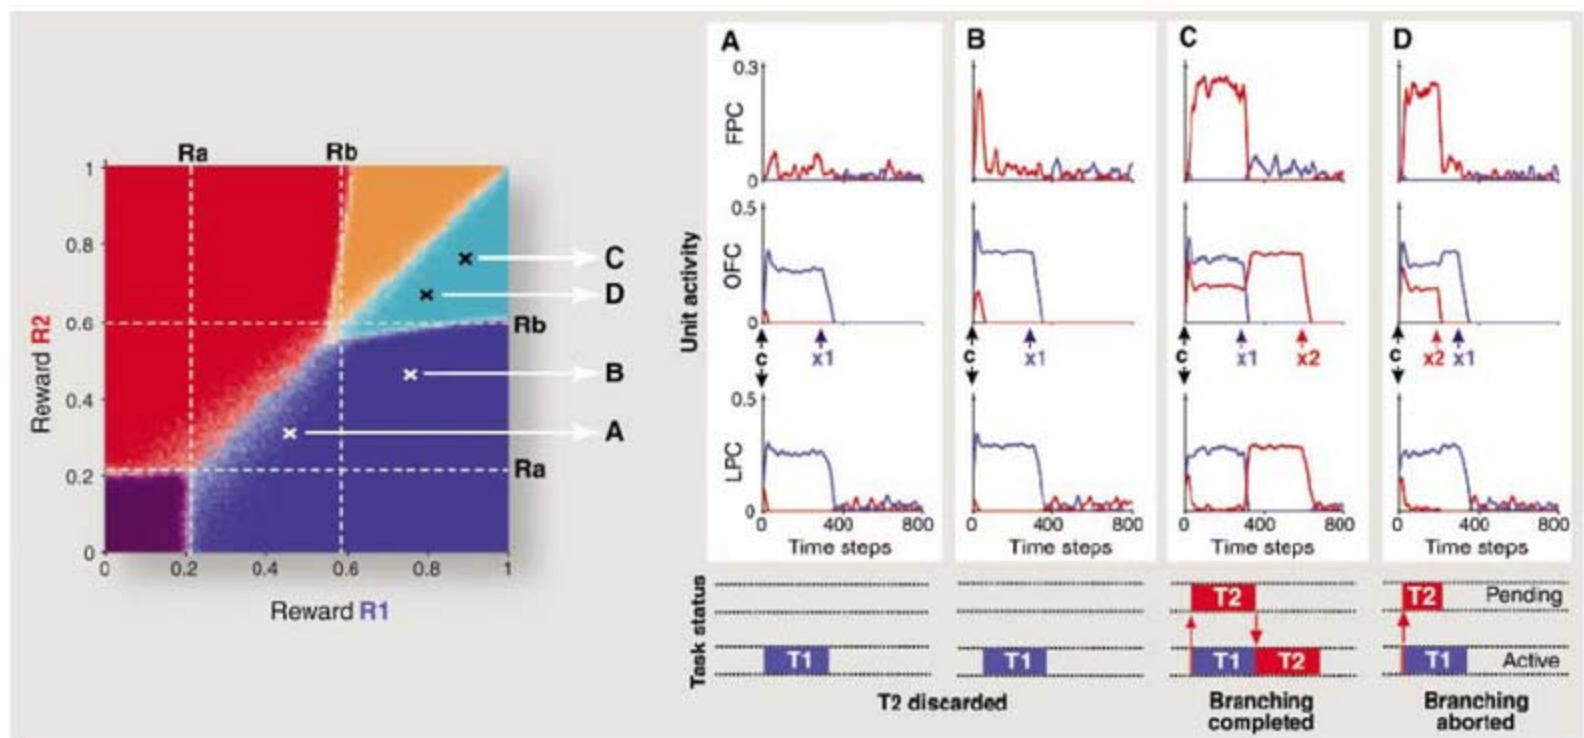 Ra Rb
1
0.8
0.6
0.4
0.2
0
0 0.2 0.4 0.6 0.8 1
Reward R2
Reward R1
Rb
Ra
C
D
B
A
Unit activity
A
B
C
D
FPC
0.3
0
OFC
0.5
0
c x1
c x1
c x1 x2
c x2 x1
LPC
0.5
0
0 400 800
0 400 800
0 400 800
0 400 800
Time steps
Time steps
Time steps
Time steps
Task status
T2
T2 Pending
T1
T1
T1 T2
T1 Active
T2 discarded
Branching
completed
Branching
aborted